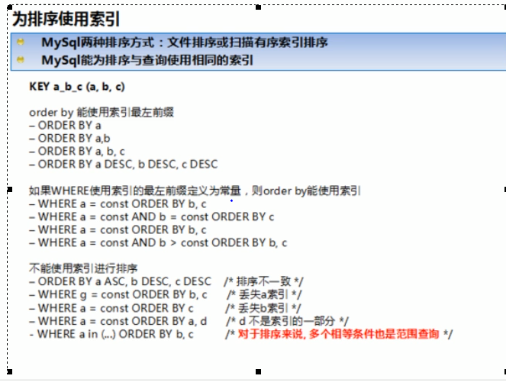 为排序使用索引
MySql两种排序方式：文件排序或扫描有序索引排序
MySql能为排序与查询使用相同的索引
KEY a_b_c (a, b, c)
order by 能使用索引最左前缀
– ORDER BY a
– ORDER BY a,b
– ORDER BY a, b, c
– ORDER BY a DESC, b DESC, c DESC
如果WHERE使用索引的最左前缀定义为常量，则order by能使用索引
– WHERE a = const ORDER BY b, c
– WHERE a = const AND b = const ORDER BY c
– WHERE a = const ORDER BY b, c
– WHERE a = const AND b > const ORDER BY b, c
不能使用索引进行排序
– ORDER BY a ASC, b DESC, c DESC /* 排序不一致 */
– WHERE g = const ORDER BY b, c /* 丢失a索引 */
– WHERE a = const ORDER BY c /* 丢失b索引 */
– WHERE a = const ORDER BY a, d /* d 不是索引的一部分 */
- WHERE a in (...) ORDER BY b, c /* 对于排序来说, 多个相等条件也是范围查询 */